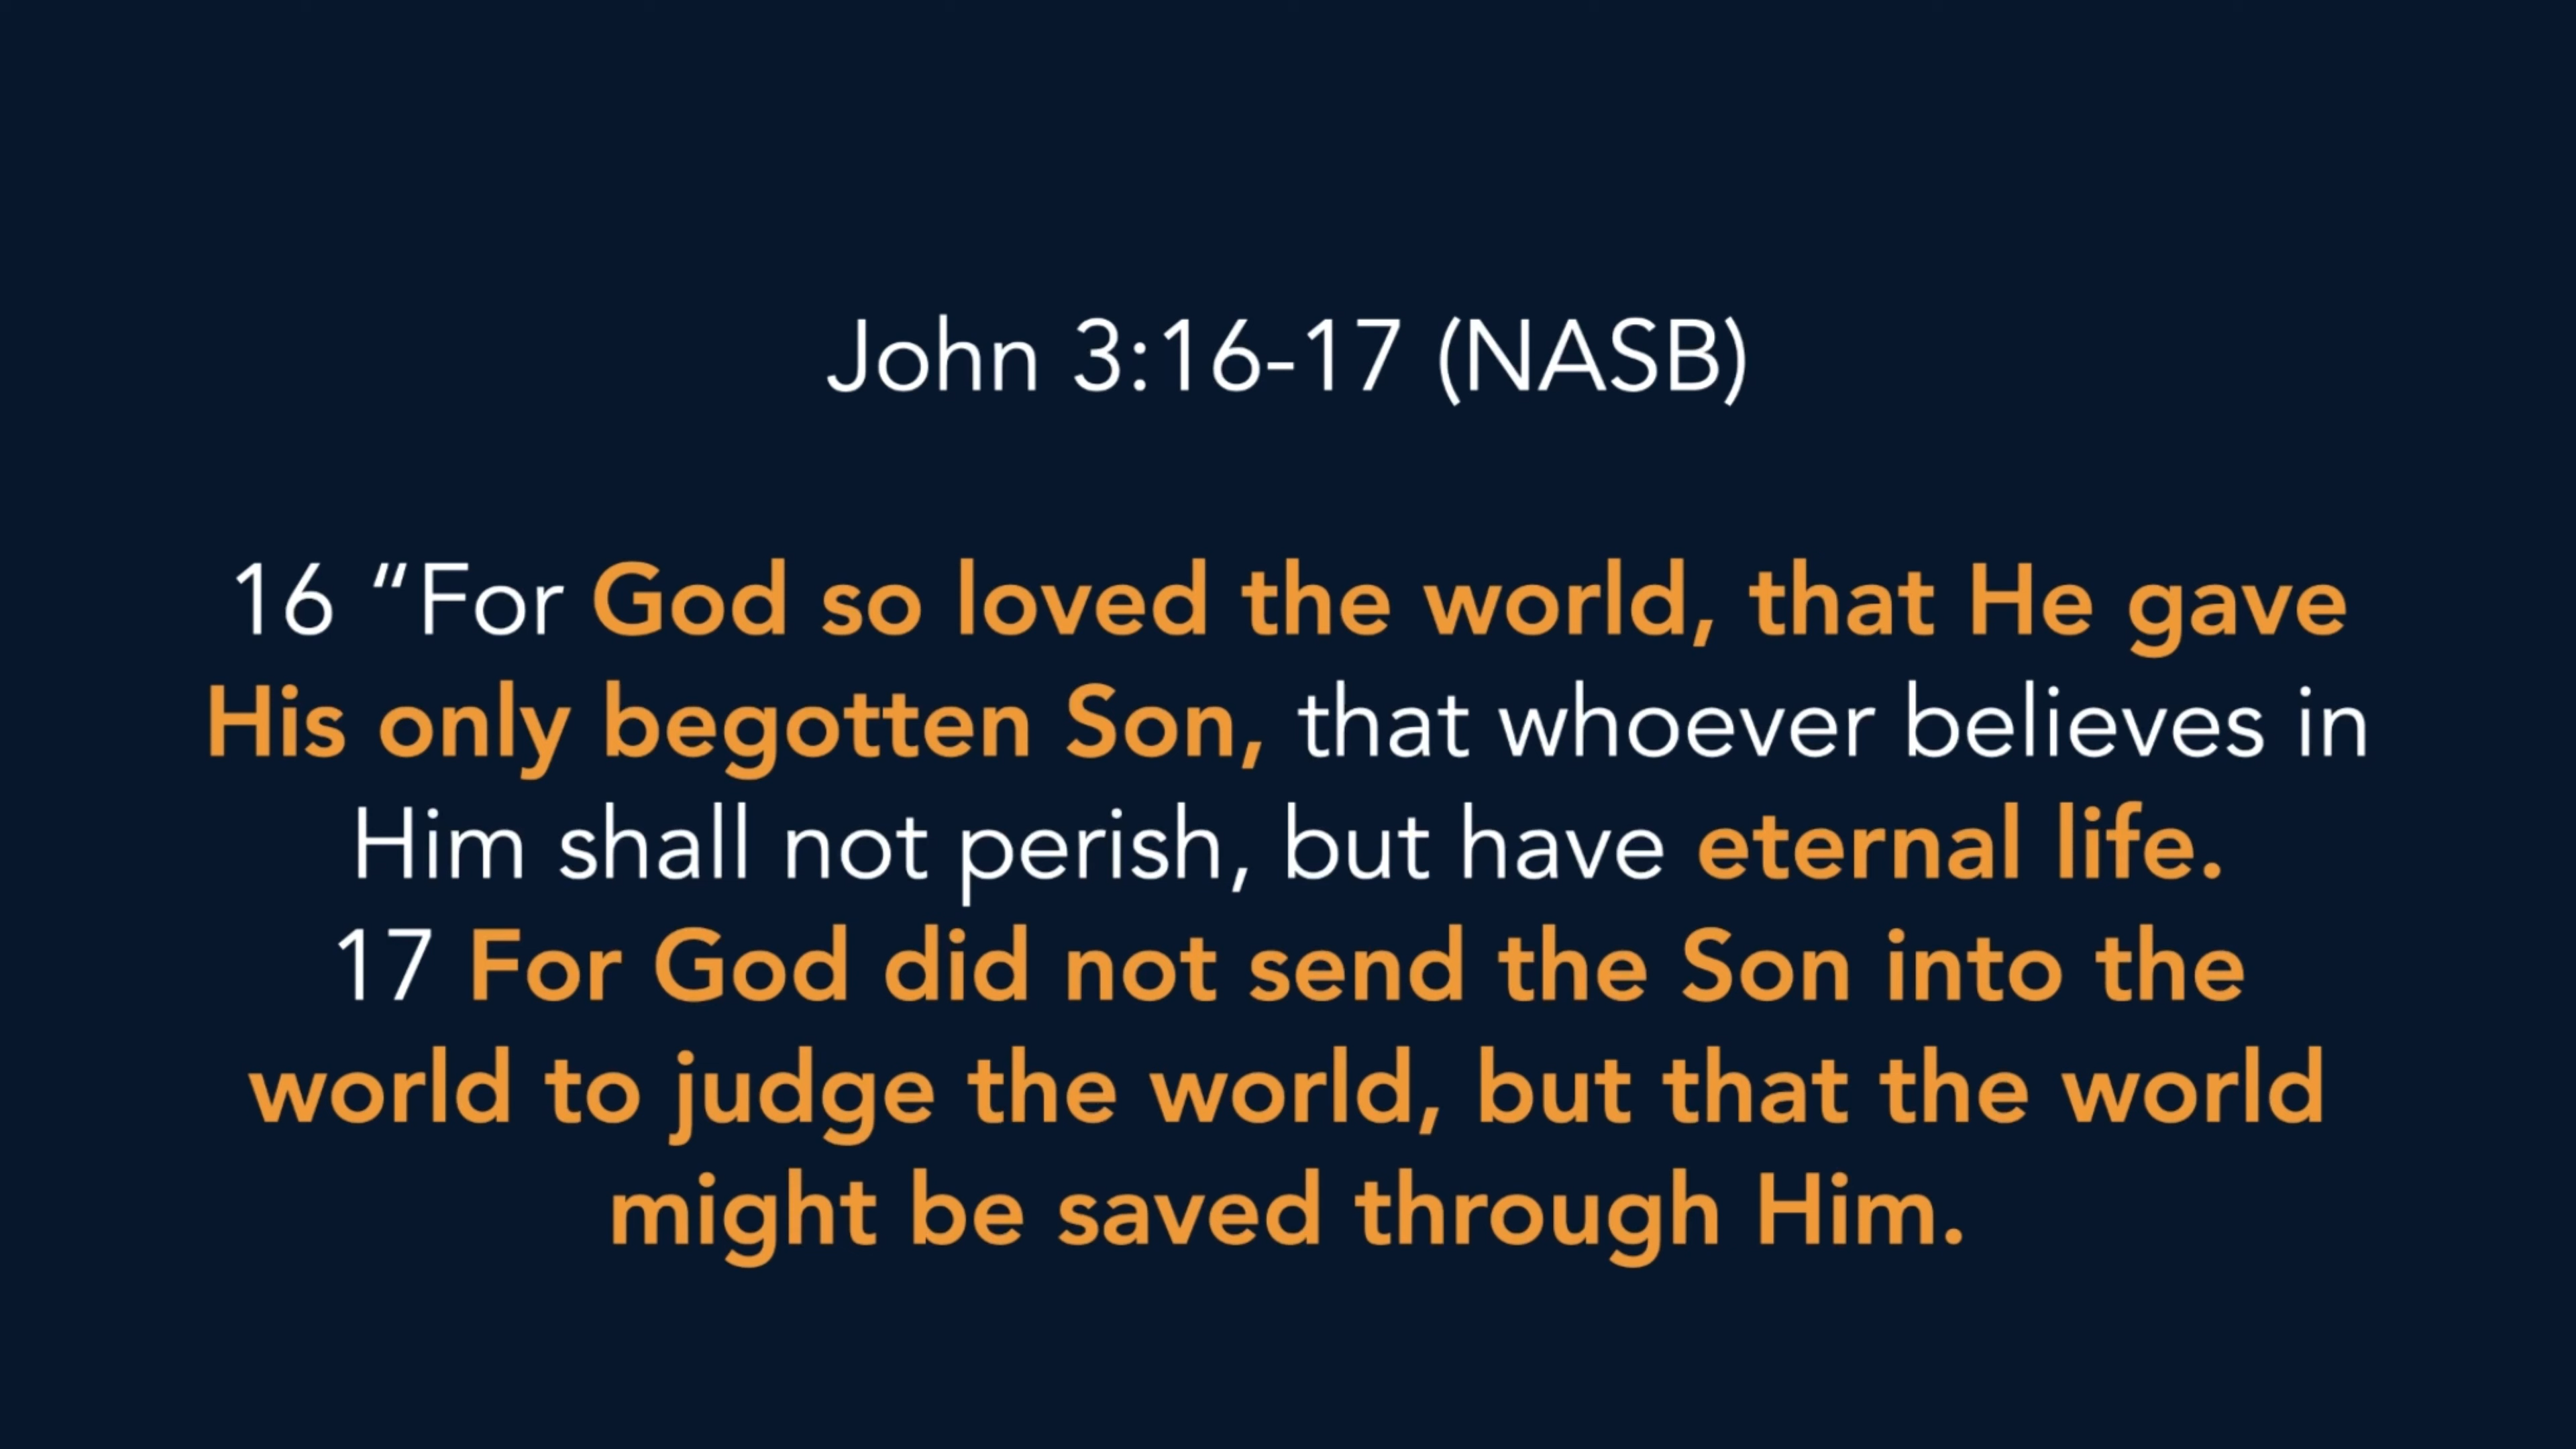 John 3:16-17 (NASB)
16 “For God so loved the world, that He gave
His only begotten Son, that whoever believes in
Him shall not perish, but have eternal life.
17 For God did not send the Son into the
world to judge the world, but that the world
might be saved through Him.